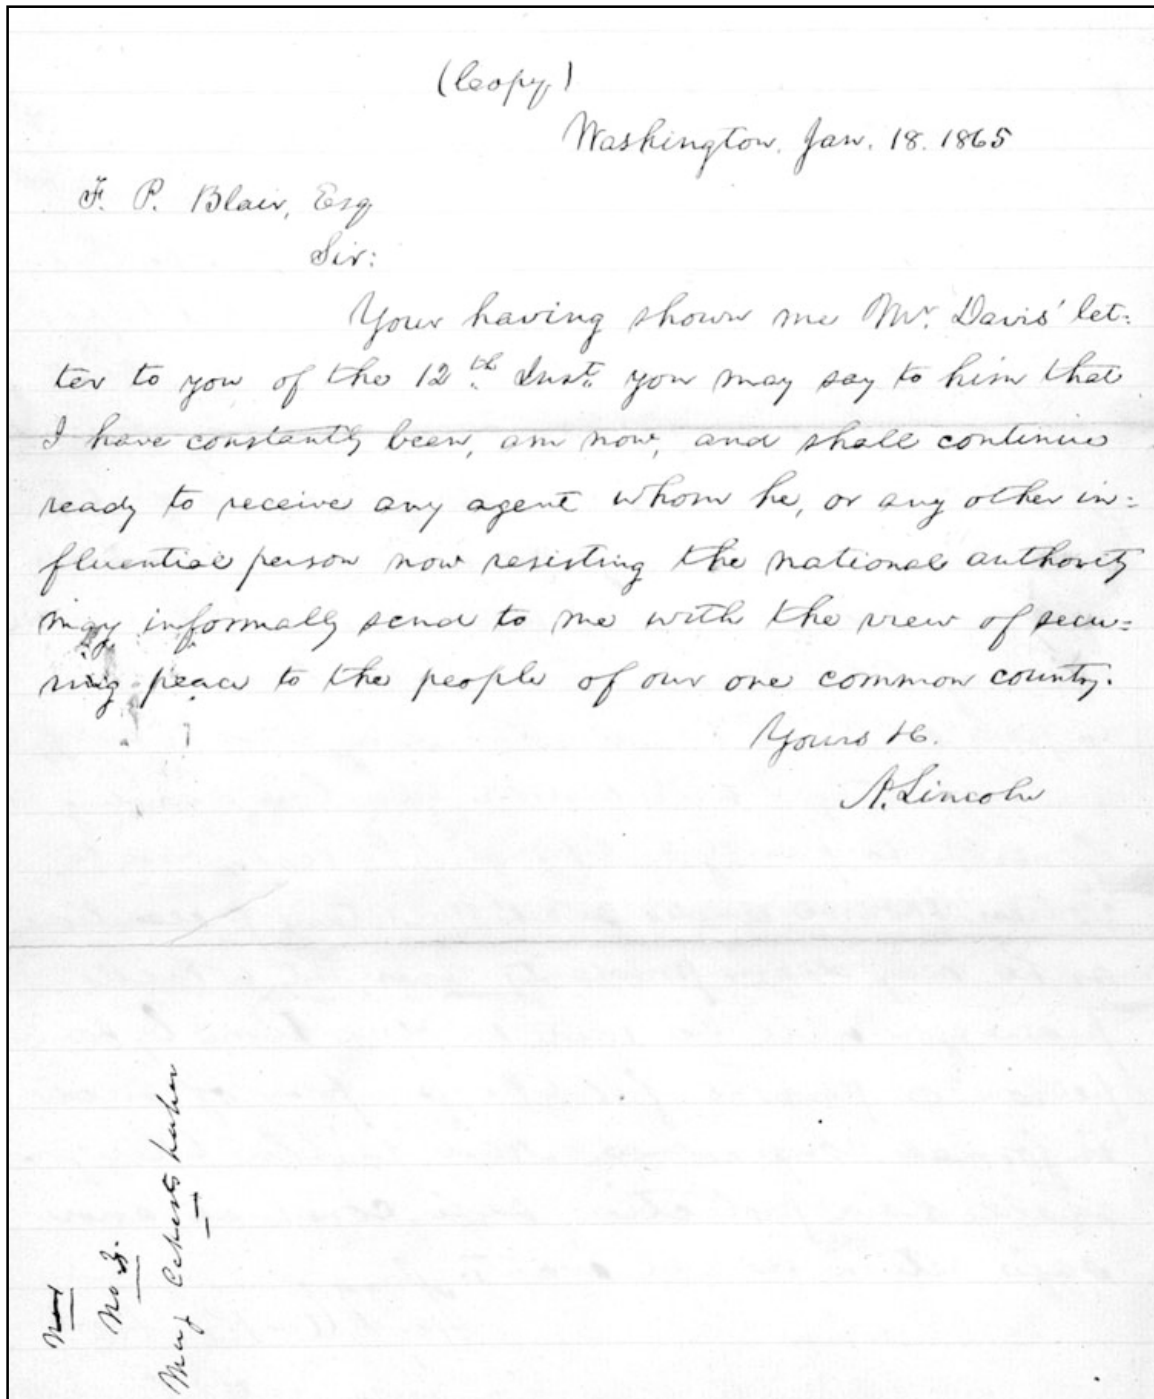 (Copy)
Washington, Jan. 18. 1865
F. P. Blair, Esq
Sir:
Your having shown me Mr. Davis' let=
ter to you of the 12th. Inst. you may say to him that
I have constantly been, am now, and shall continue
ready to receive any agent whom he, or any other in=
fluential person now resisting the national authority
may informally send to me with the view of secu=
ring peace to the people of our one common country.
Yours &c.
A. Lincoln
No 3.
Maj